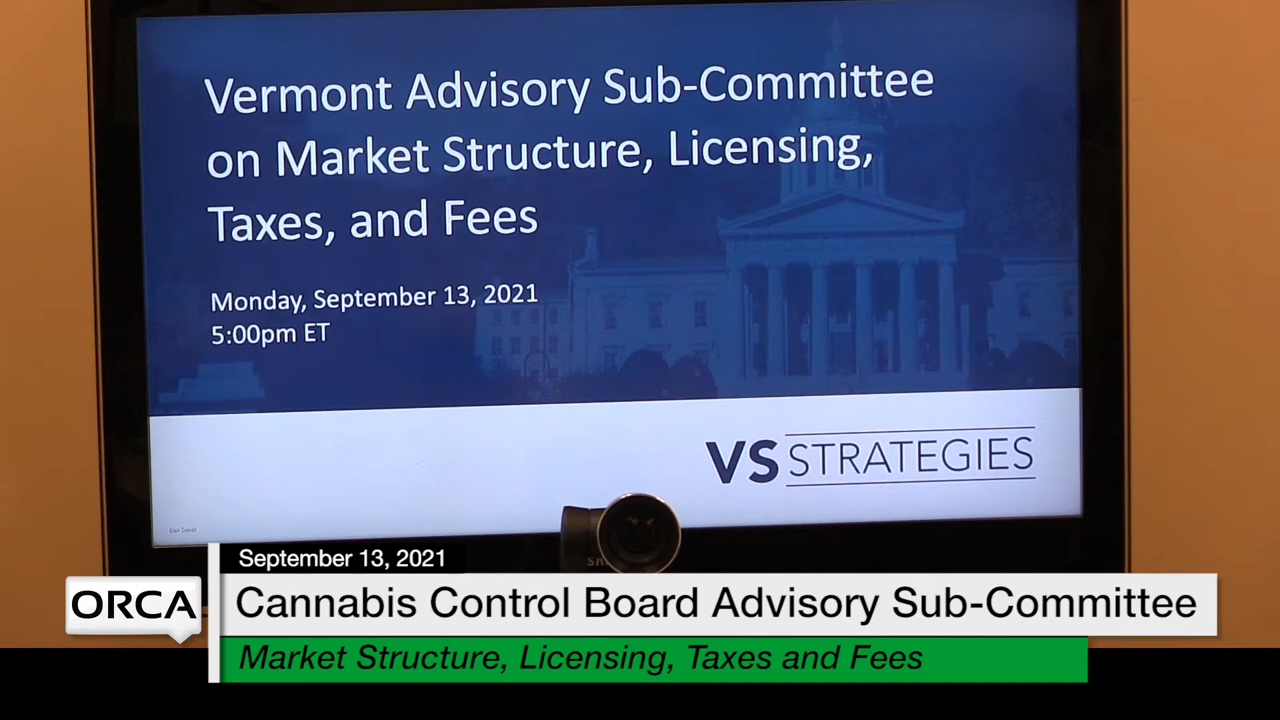 Vermont Advisory Sub-Committee
on Market Structure, Licensing,
Taxes, and Fees
Monday, September 13, 2021
5:00pm ET
VS STRATEGIES
September 13, 2021
ORCA
Cannabis Control Board Advisory Sub-Committee
Market Structure, Licensing, Taxes and Fees